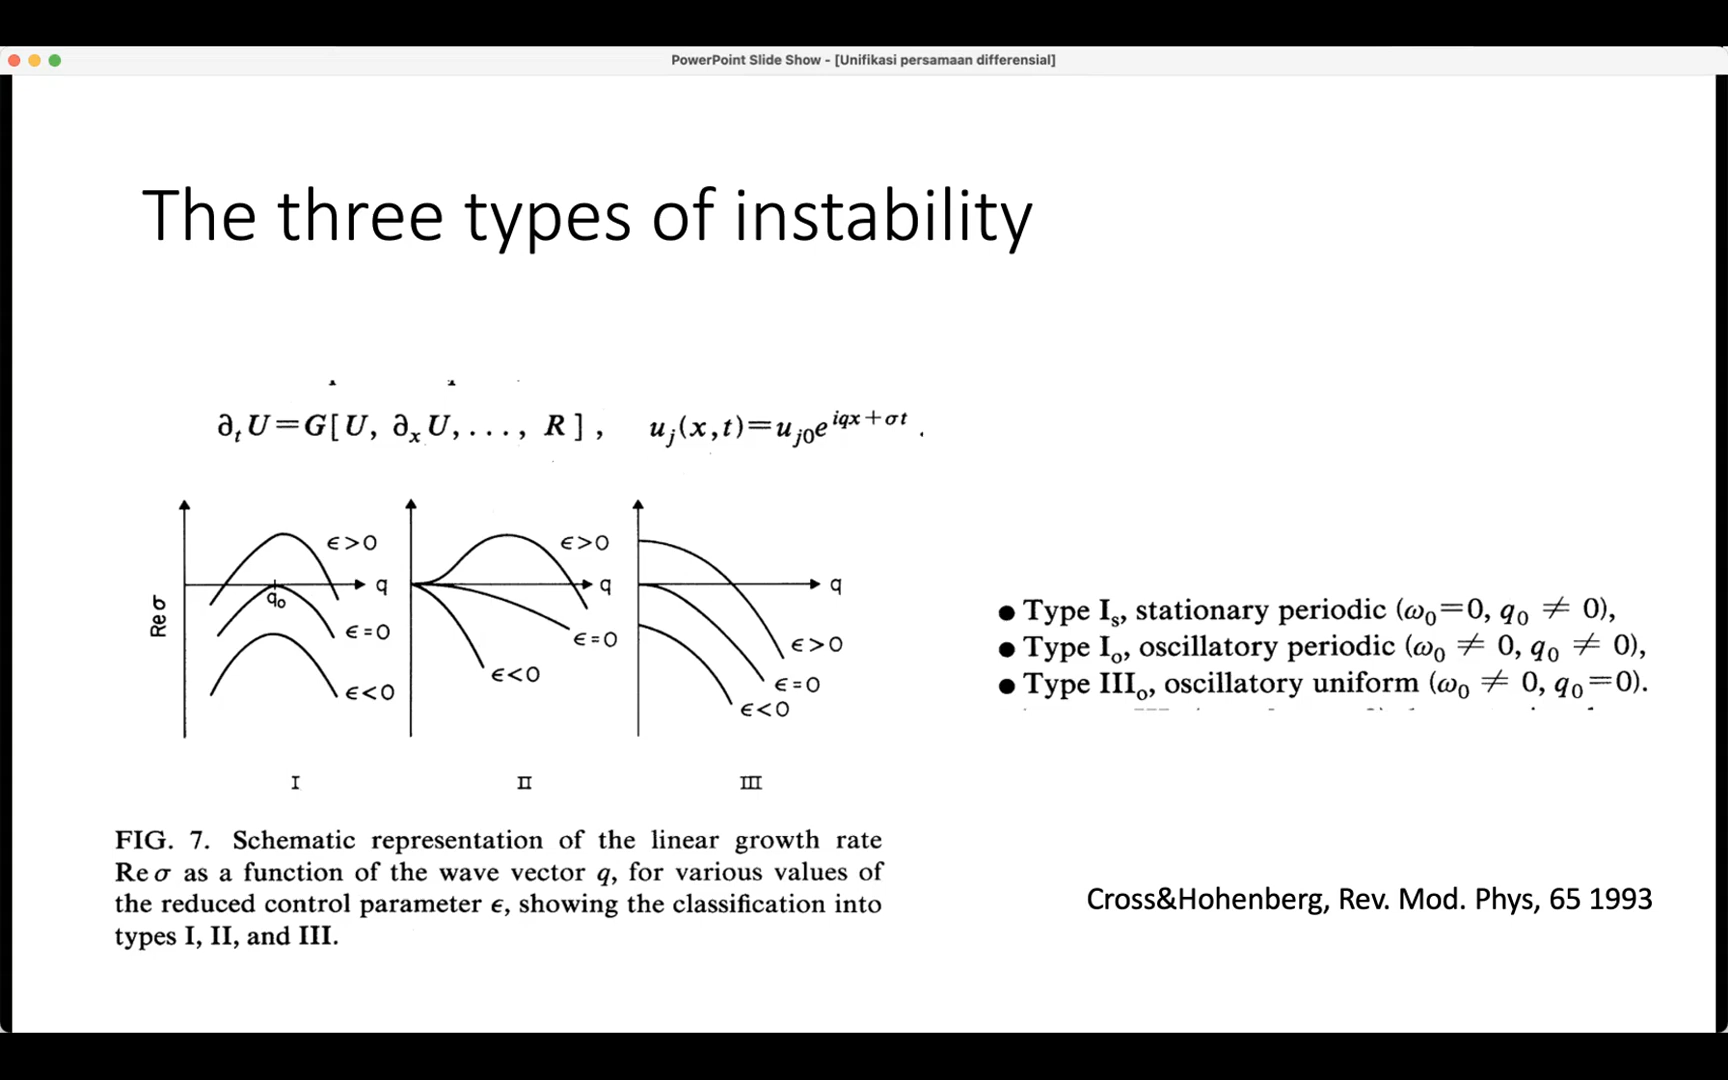 PowerPoint Slide Show - [Unifikasi persamaan differensial]
The three types of instability
∂ₜU=G[U, ∂ₓU,..., R], uⱼ(x,t)=uⱼ₀e^{iqx+σt}.
Re σ
ϵ>0
q
q₀
ϵ=0
ϵ<0
I
ϵ>0
q
ϵ=0
ϵ<0
II
q
ϵ>0
ϵ=0
ϵ<0
III
● Type Iₛ, stationary periodic (ω₀=0, q₀ ≠ 0),
● Type Iₒ, oscillatory periodic (ω₀ ≠ 0, q₀ ≠ 0),
● Type IIIₒ, oscillatory uniform (ω₀ ≠ 0, q₀=0).
FIG. 7. Schematic representation of the linear growth rate
Re σ as a function of the wave vector q, for various values of
the reduced control parameter ϵ, showing the classification into
types I, II, and III.
Cross&Hohenberg, Rev. Mod. Phys, 65 1993